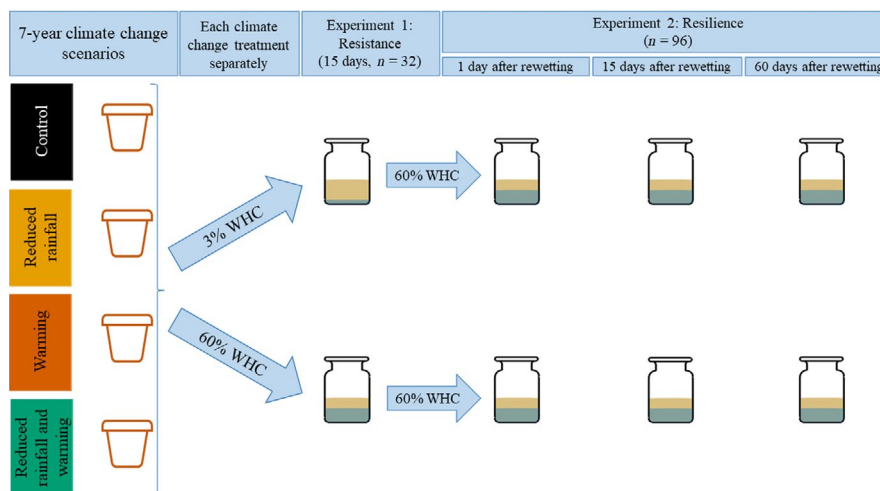 7-year climate change
scenarios
Each climate
change treatment
separately
Experiment 1:
Resistance
(15 days, n = 32)
Experiment 2: Resilience
(n = 96)
1 day after rewetting
15 days after rewetting
60 days after rewetting
Control
Reduced
rainfall
Warming
Reduced
rainfall and
warming
3% WHC
60% WHC
60% WHC
60% WHC